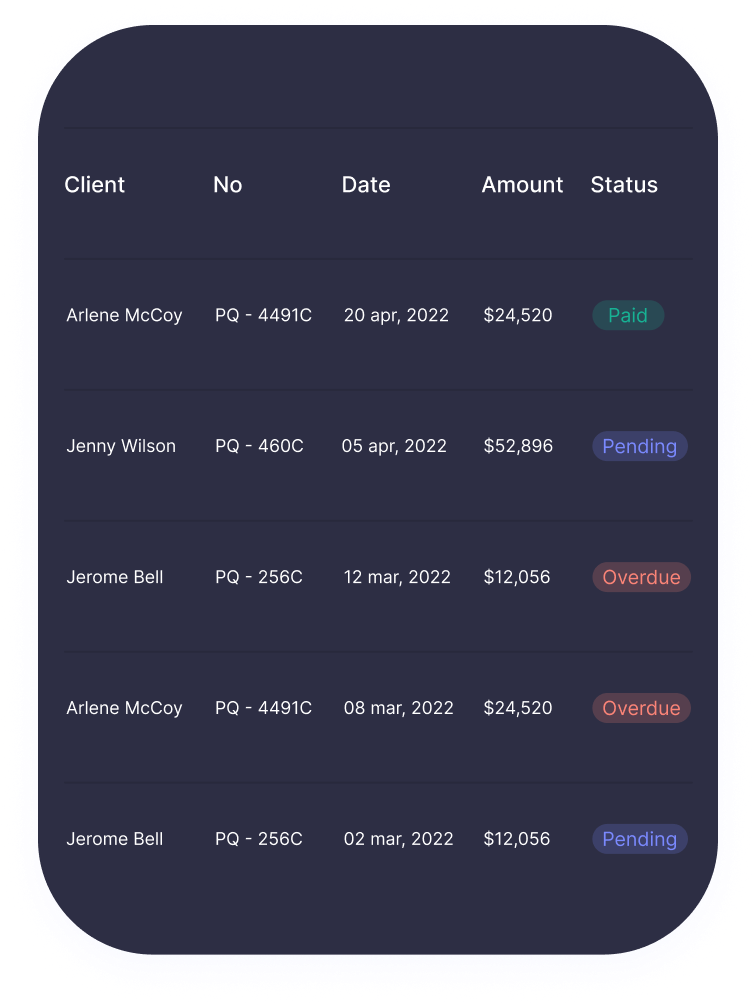 Client No Date Amount Status
Arlene McCoy PQ - 4491C 20 apr, 2022 $24,520 Paid
Jenny Wilson PQ - 460C 05 apr, 2022 $52,896 Pending
Jerome Bell PQ - 256C 12 mar, 2022 $12,056 Overdue
Arlene McCoy PQ - 4491C 08 mar, 2022 $24,520 Overdue
Jerome Bell PQ - 256C 02 mar, 2022 $12,056 Pending